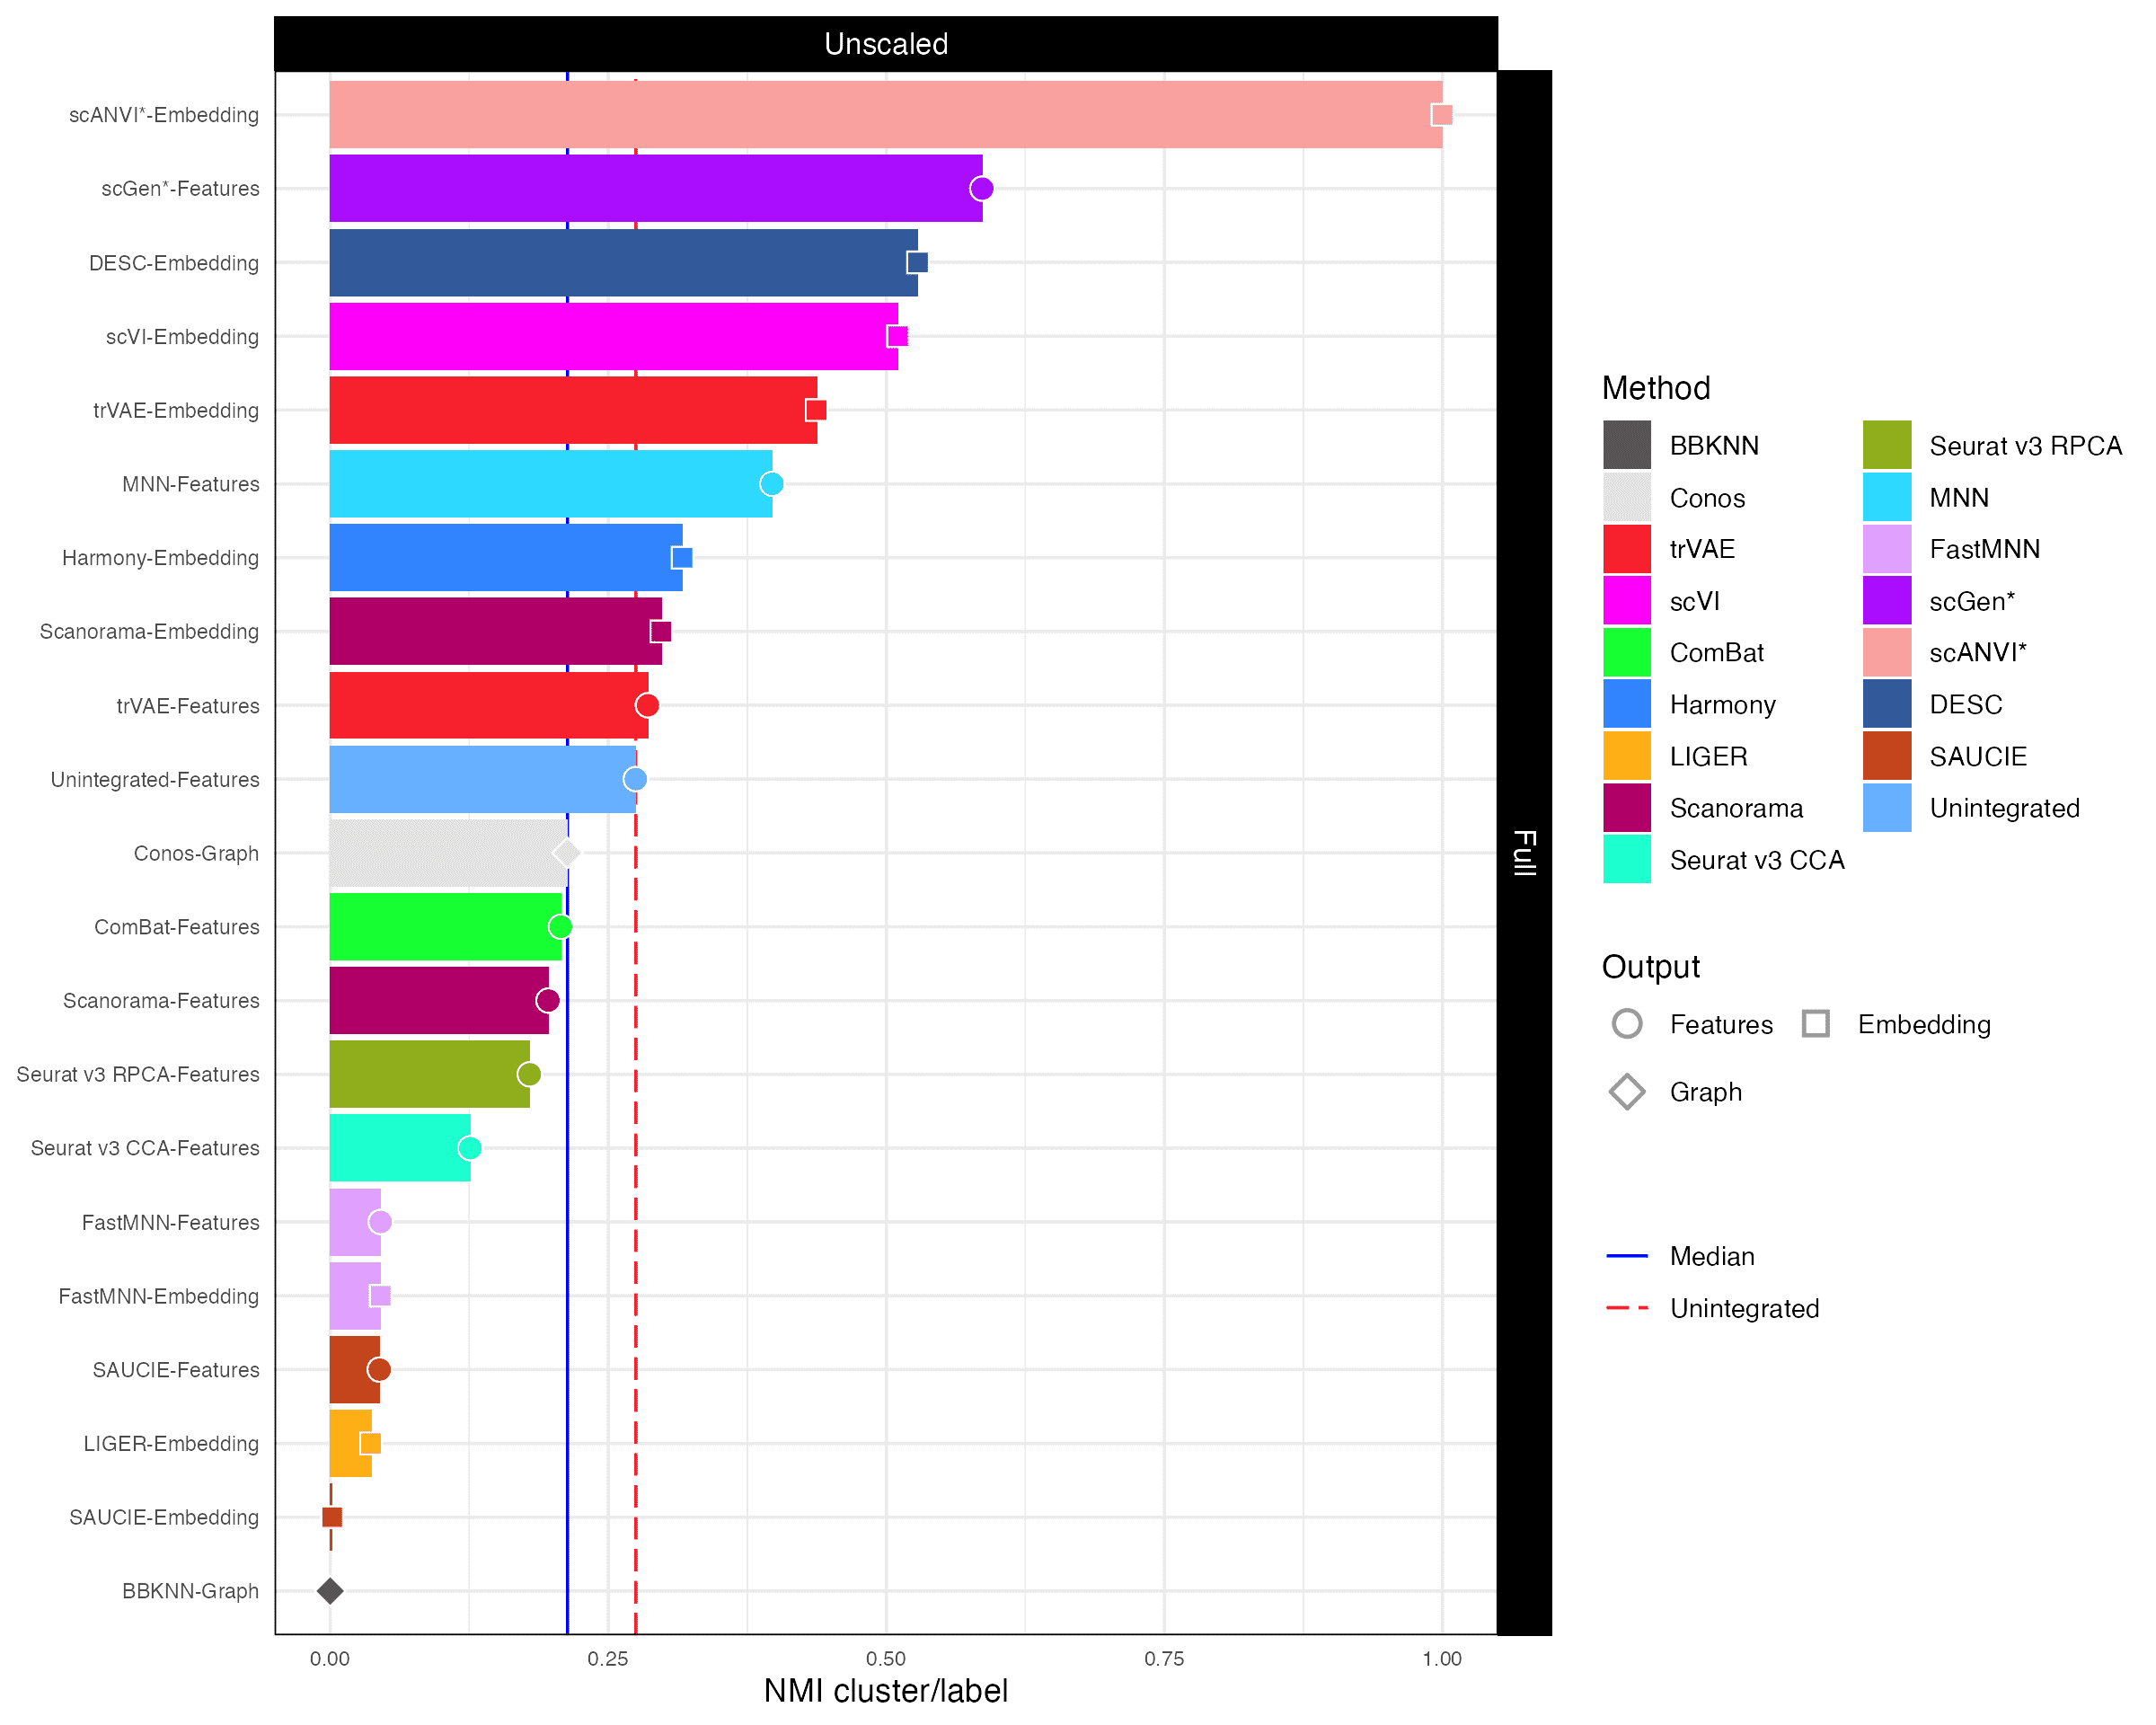 Unscaled
scANVI*-Embedding
scGen*-Features
DESC-Embedding
scVI-Embedding
trVAE-Embedding
MNN-Features
Harmony-Embedding
Scanorama-Embedding
trVAE-Features
Unintegrated-Features
Conos-Graph
ComBat-Features
Scanorama-Features
Seurat v3 RPCA-Features
Seurat v3 CCA-Features
FastMNN-Features
FastMNN-Embedding
SAUCIE-Features
LIGER-Embedding
SAUCIE-Embedding
BBKNN-Graph
0.00 0.25 0.50 0.75 1.00
NMI cluster/label
Full
Method
BBKNN
Conos
trVAE
scVI
ComBat
Harmony
LIGER
Scanorama
Seurat v3 CCA
Seurat v3 RPCA
MNN
FastMNN
scGen*
scANVI*
DESC
SAUCIE
Unintegrated
Output
Features Embedding
Graph
Median
Unintegrated